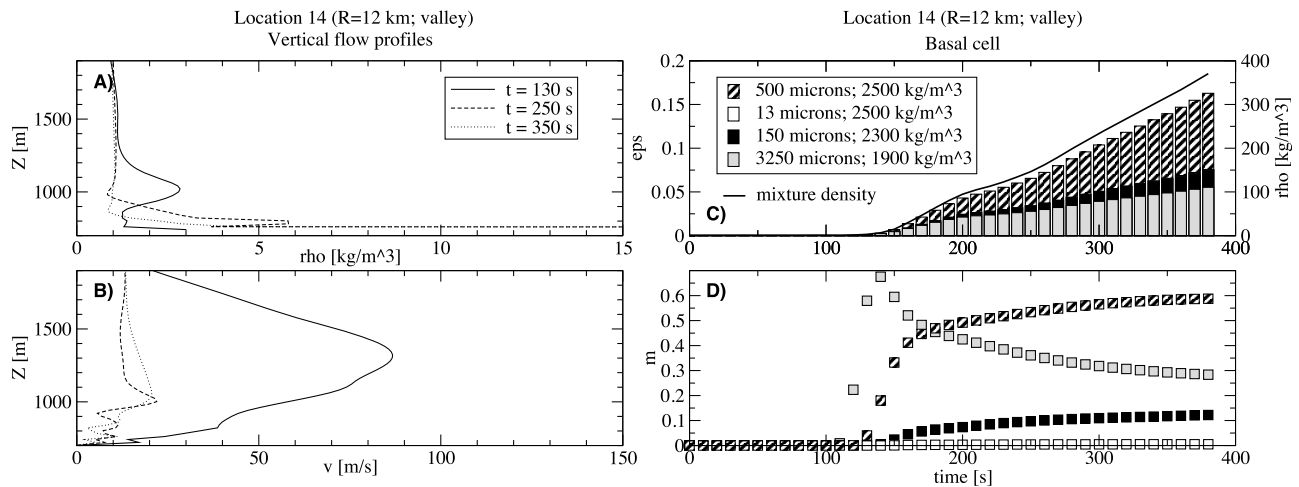 Location 14 (R=12 km; valley)
Vertical flow profiles
A)
t = 130 s
t = 250 s
t = 350 s
1500
1000
Z [m]
0
5
10
15
rho [kg/m^3]
B)
1500
1000
Z [m]
0
50
100
150
v [m/s]
Location 14 (R=12 km; valley)
Basal cell
0.2
0.15
0.1
0.05
0
eps
500 microns; 2500 kg/m^3
13 microns; 2500 kg/m^3
150 microns; 2300 kg/m^3
3250 microns; 1900 kg/m^3
mixture density
C)
400
300
200
100
0
rho [kg/m^3]
0
100
200
300
400
D)
0.6
0.5
0.4
0.3
0.2
0.1
0
m
0
100
200
300
400
time [s]